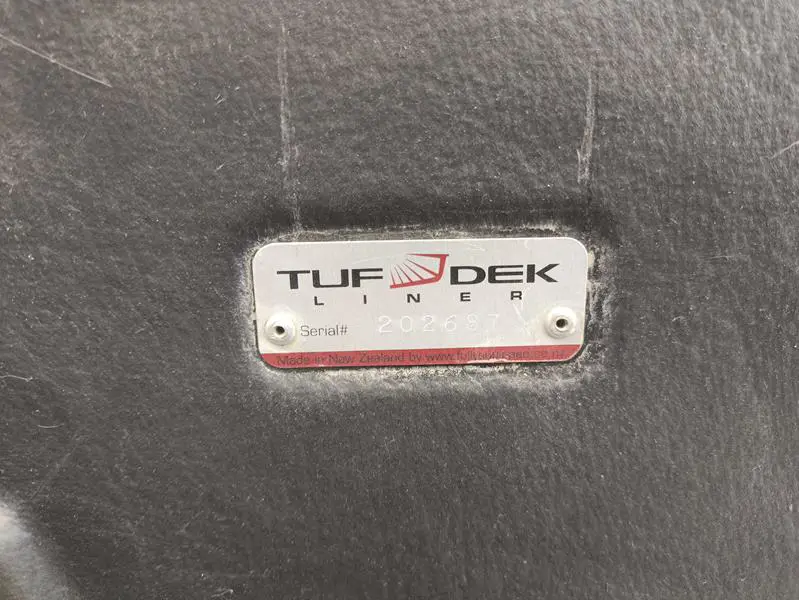 TUF DEK
LINER
Serial# 202687
Made in New Zealand by